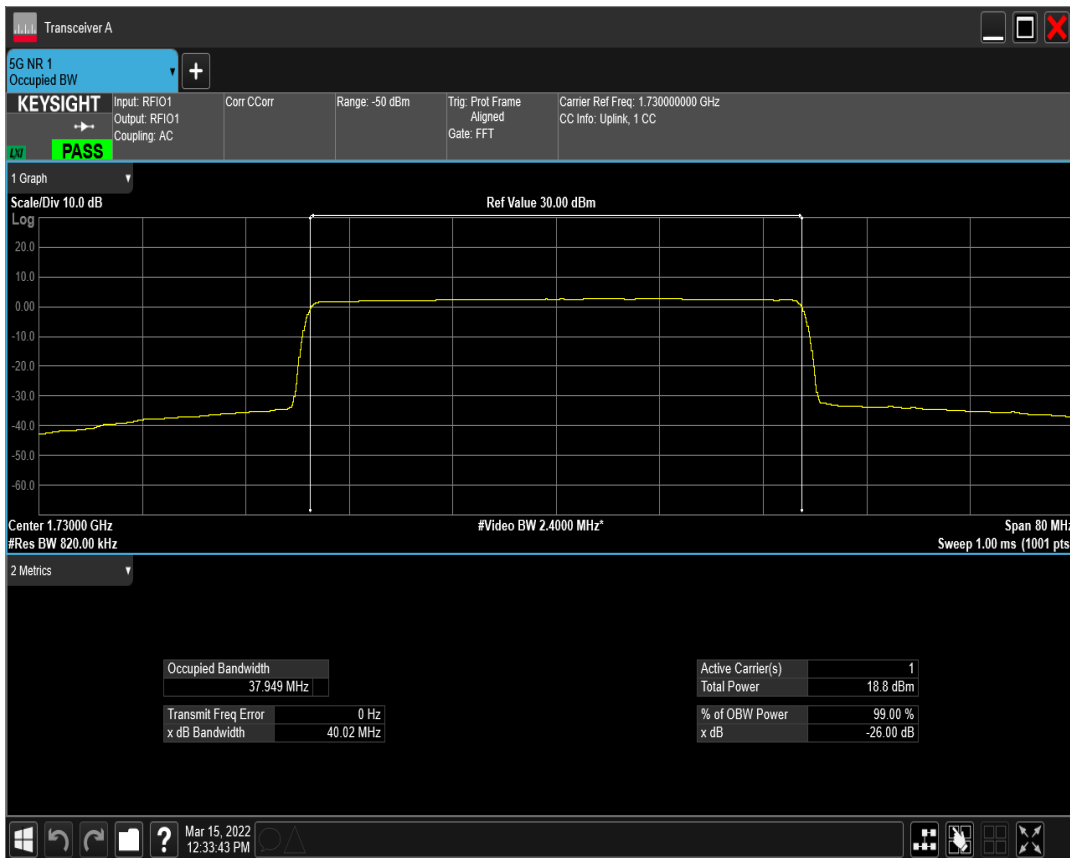 Transceiver A
5G NR 1
Occupied BW
+
KEYSIGHT
LXI
PASS
Input: RFIO1
Output: RFIO1
Coupling: AC
Corr CCorr
Range: -50 dBm
Trig: Prot Frame
Aligned
Gate: FFT
Carrier Ref Freq: 1.730000000 GHz
CC Info: Uplink, 1 CC
1 Graph
Scale/Div 10.0 dB
Ref Value 30.00 dBm
Log
20.0
10.0
0.00
-10.0
-20.0
-30.0
-40.0
-50.0
-60.0
Center 1.73000 GHz
#Video BW 2.4000 MHz*
Span 80 MHz
#Res BW 820.00 kHz
Sweep 1.00 ms (1001 pts
2 Metrics
Occupied Bandwidth
37.949 MHz
Transmit Freq Error 0 Hz
x dB Bandwidth 40.02 MHz
Active Carrier(s) 1
Total Power 18.8 dBm
% of OBW Power 99.00 %
x dB -26.00 dB
?
Mar 15, 2022
12:33:43 PM